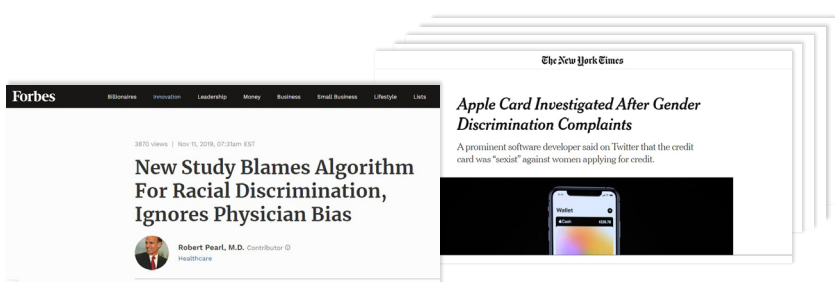 Forbes
Billionaires Innovation Leadership Money Business Small Business Lifestyle Lists
3870 views | Nov 11, 2019, 07:31am EST
New Study Blames Algorithm
For Racial Discrimination,
Ignores Physician Bias
Robert Pearl, M.D. Contributor
Healthcare
The New York Times
Apple Card Investigated After Gender
Discrimination Complaints
A prominent software developer said on Twitter that the credit
card was “sexist” against women applying for credit.
Wallet
Cash